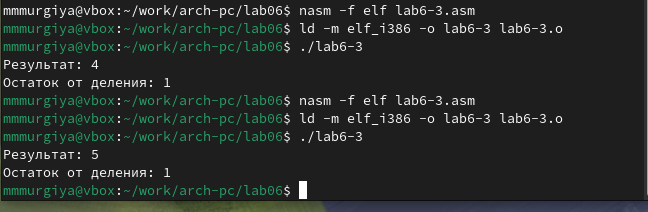 mmmurgiya@vbox:~/work/arch-pc/lab06$ nasm -f elf lab6-3.asm
mmmurgiya@vbox:~/work/arch-pc/lab06$ ld -m elf_i386 -o lab6-3 lab6-3.o
mmmurgiya@vbox:~/work/arch-pc/lab06$ ./lab6-3
Результат: 4
Остаток от деления: 1
mmmurgiya@vbox:~/work/arch-pc/lab06$ nasm -f elf lab6-3.asm
mmmurgiya@vbox:~/work/arch-pc/lab06$ ld -m elf_i386 -o lab6-3 lab6-3.o
mmmurgiya@vbox:~/work/arch-pc/lab06$ ./lab6-3
Результат: 5
Остаток от деления: 1
mmmurgiya@vbox:~/work/arch-pc/lab06$